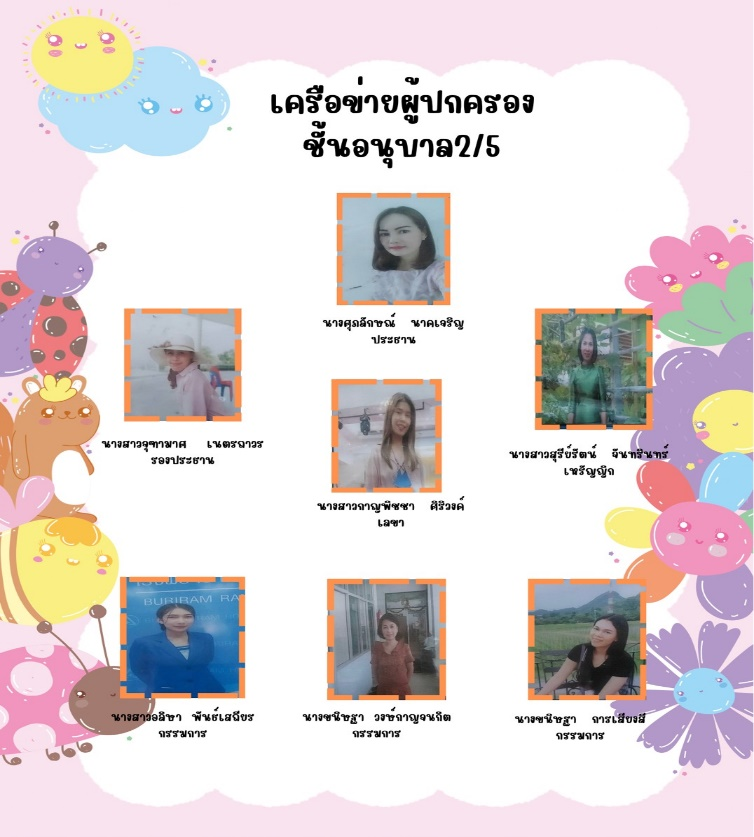 เครือข่ายผู้ปกครอง
ชั้นอนุบาล2/5
นางศุภลักษณ์ นาคเจริญ
ประธาน
นางสาวจุฑามาศ เนตรถาวร
รองประธาน
นางสาวสุรีย์รัตน์ จันทรินทร์
เหรัญญิก
นางสาวกาญพิชชา ศิริวงค์
เลขา
BURIRAM RA
นางสาวอลิษา พันธ์เสถียร
กรรมการ
นางชนิษฐา วงษ์กาญจนกิต
กรรมการ
นางชนิษฐา การเสียงสี
กรรมการ